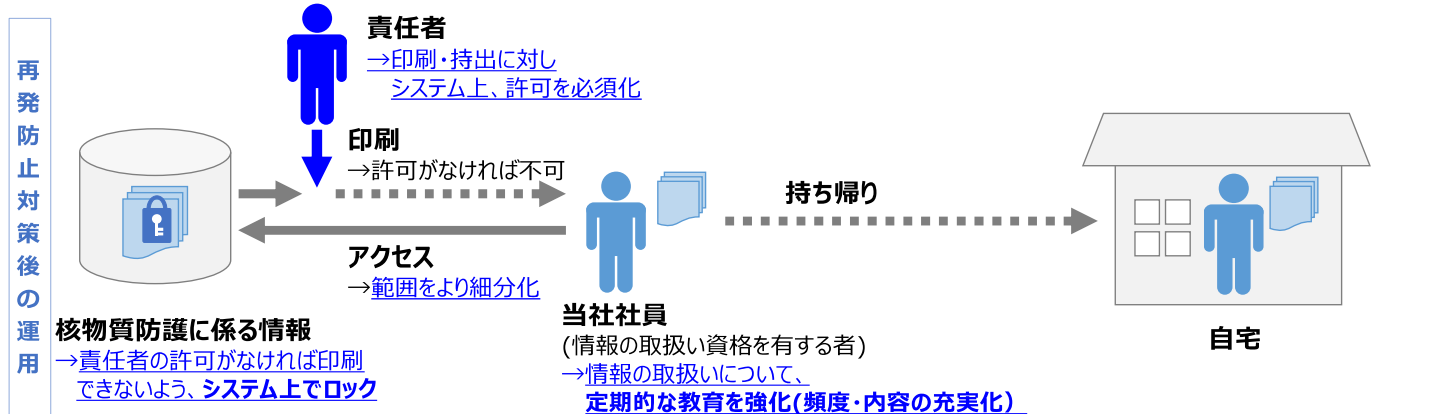 再発防止対策後の運用
責任者
→印刷・持出に対し
システム上、許可を必須化
印刷
→許可がなければ不可
持ち帰り
アクセス
→範囲をより細分化
核物質防護に係る情報
→責任者の許可がなければ印刷
できないよう、システム上でロック
当社社員
(情報の取扱い資格を有する者)
→情報の取扱いについて、
定期的な教育を強化(頻度・内容の充実化）
自宅